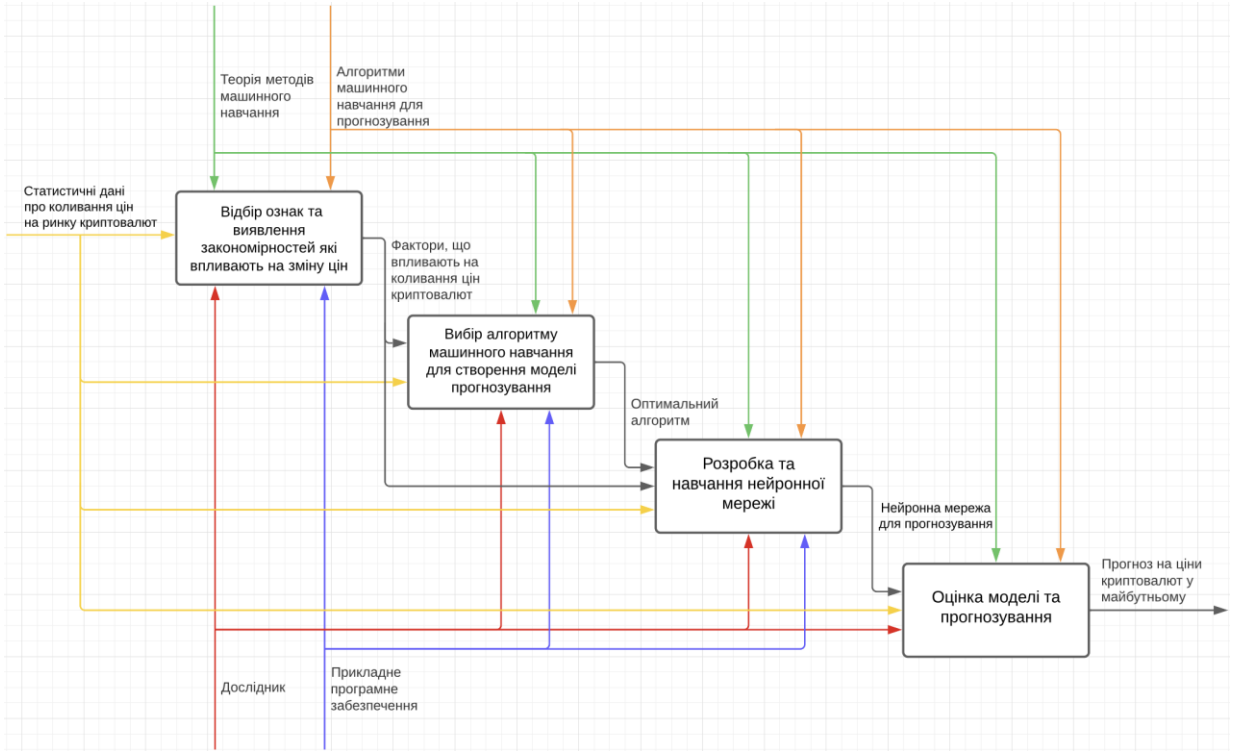 Теорія методів
машинного
навчання
Алгоритми
машинного
навчання для
прогнозування
Статистичні дані
про коливання цін
на ринку криптовалют
Відбір ознак та
виявлення
закономірностей які
впливають на зміну цін
Фактори, що
впливають на
коливання цін
криптовалют
Вибір алгоритму
машинного навчання
для створення моделі
прогнозування
Оптимальний
алгоритм
Розробка та
навчання нейронної
мережі
Нейронна мережа
для прогнозування
Оцінка моделі та
прогнозування
Прогноз на ціни
криптовалют у
майбутньому
Дослідник
Прикладне
програмне
забезпечення